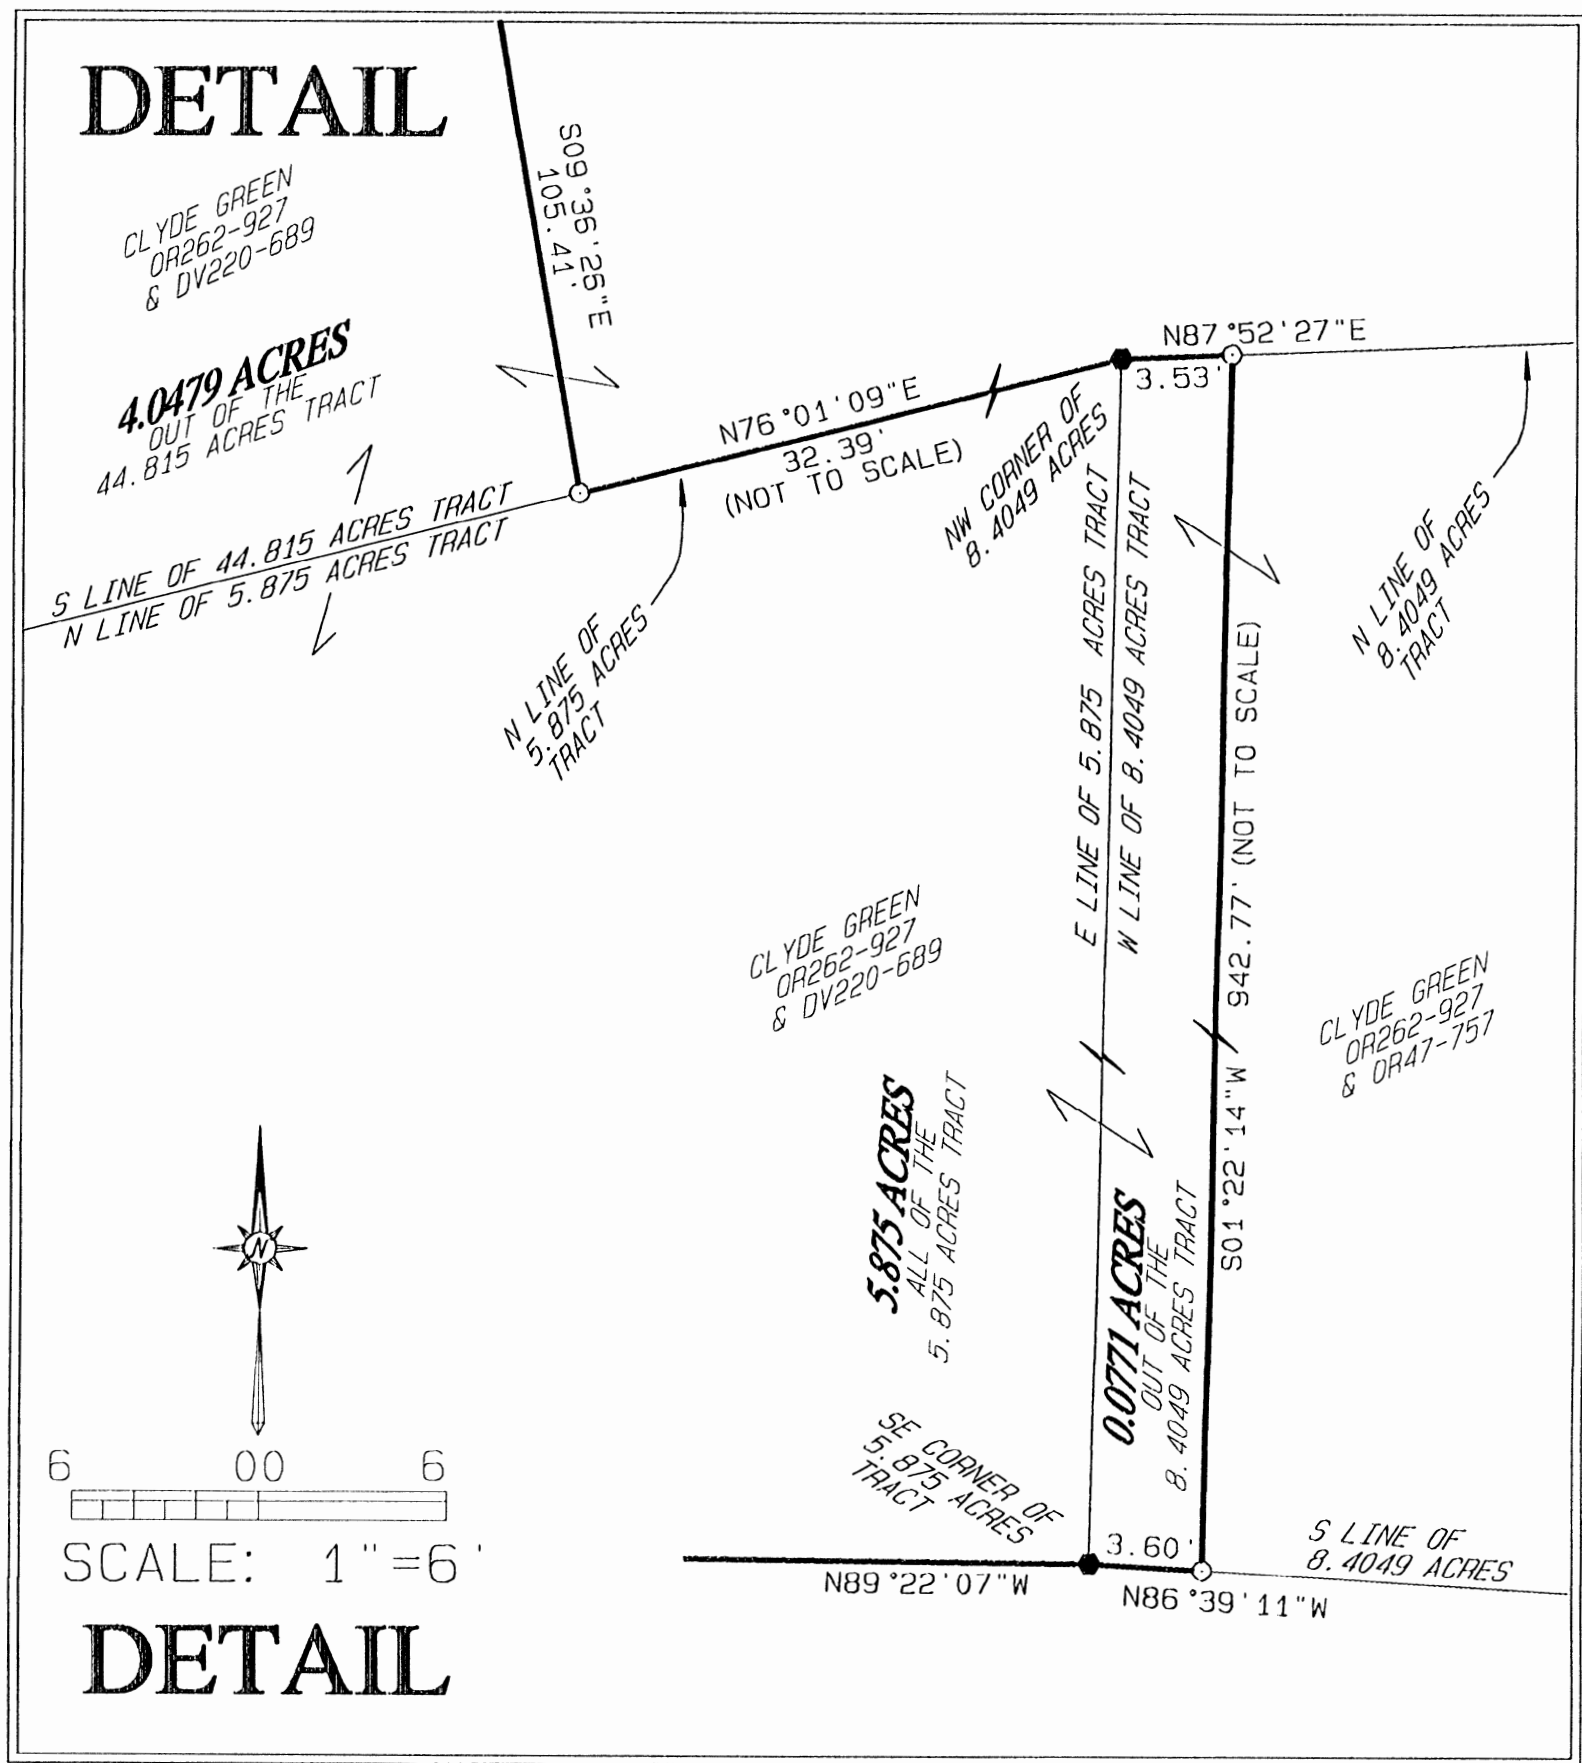 DETAIL
CLYDE GREEN
OR262-927
& DV220-689
4.0479 ACRES
OUT OF THE
44.815 ACRES TRACT
S LINE OF 44.815 ACRES TRACT
N LINE OF 5.875 ACRES TRACT
S09°36'25"E
105.41'
N76°01'09"E
32.39'
(NOT TO SCALE)
N87°52'27"E
3.53'
NW CORNER OF
8.4049 ACRES
N LINE OF
5.875 ACRES
TRACT
E LINE OF 5.875 ACRES TRACT
W LINE OF 8.4049 ACRES TRACT
N LINE OF
8.4049 ACRES
TRACT
S01°22'14"W 942.77' (NOT TO SCALE)
CLYDE GREEN
OR262-927
& DV220-689
CLYDE GREEN
OR262-927
& OR47-757
5.875 ACRES
ALL OF THE
5.875 ACRES TRACT
0.0771 ACRES
OUT OF THE
8.4049 ACRES TRACT
SE CORNER OF
5.875 ACRES
TRACT
3.60'
N89°22'07"W
N86°39'11"W
S LINE OF
8.4049 ACRES
N
6 00 6
SCALE: 1"=6'
DETAIL